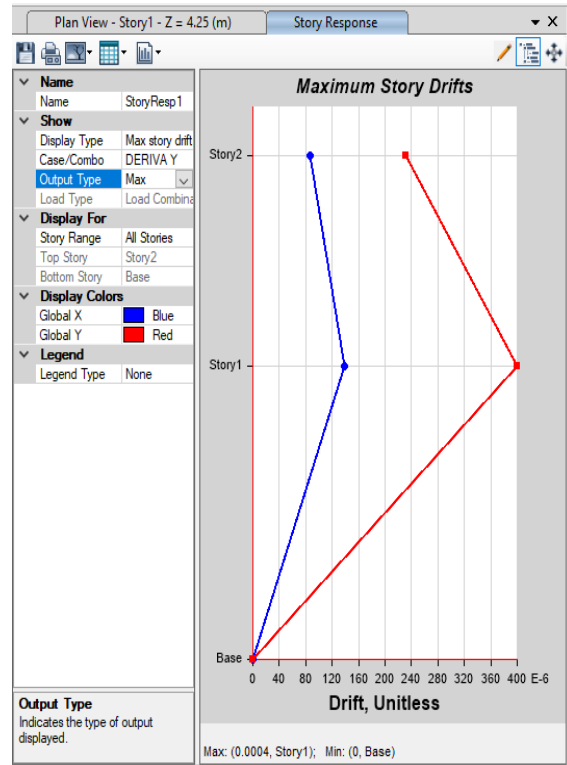 Plan View - Story1 - Z = 4.25 (m)
Story Response
Name
Name StoryResp1
Show
Display Type Max story drift
Case/Combo DERIVA Y
Output Type Max
Load Type Load Combina
Display For
Story Range All Stories
Top Story Story2
Bottom Story Base
Display Colors
Global X Blue
Global Y Red
Legend
Legend Type None
Output Type
Indicates the type of output
displayed.
Maximum Story Drifts
Story2
Story1
Base
0 40 80 120 160 200 240 280 320 360 400 E-6
Drift, Unitless
Max: (0.0004, Story1); Min: (0, Base)